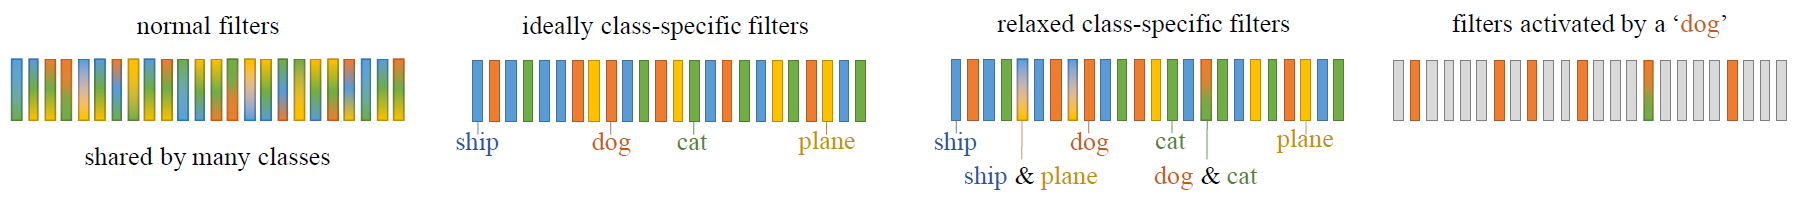 normal filters
shared by many classes
ideally class-specific filters
ship dog cat plane
relaxed class-specific filters
ship dog cat plane
ship & plane dog & cat
filters activated by a ‘dog’